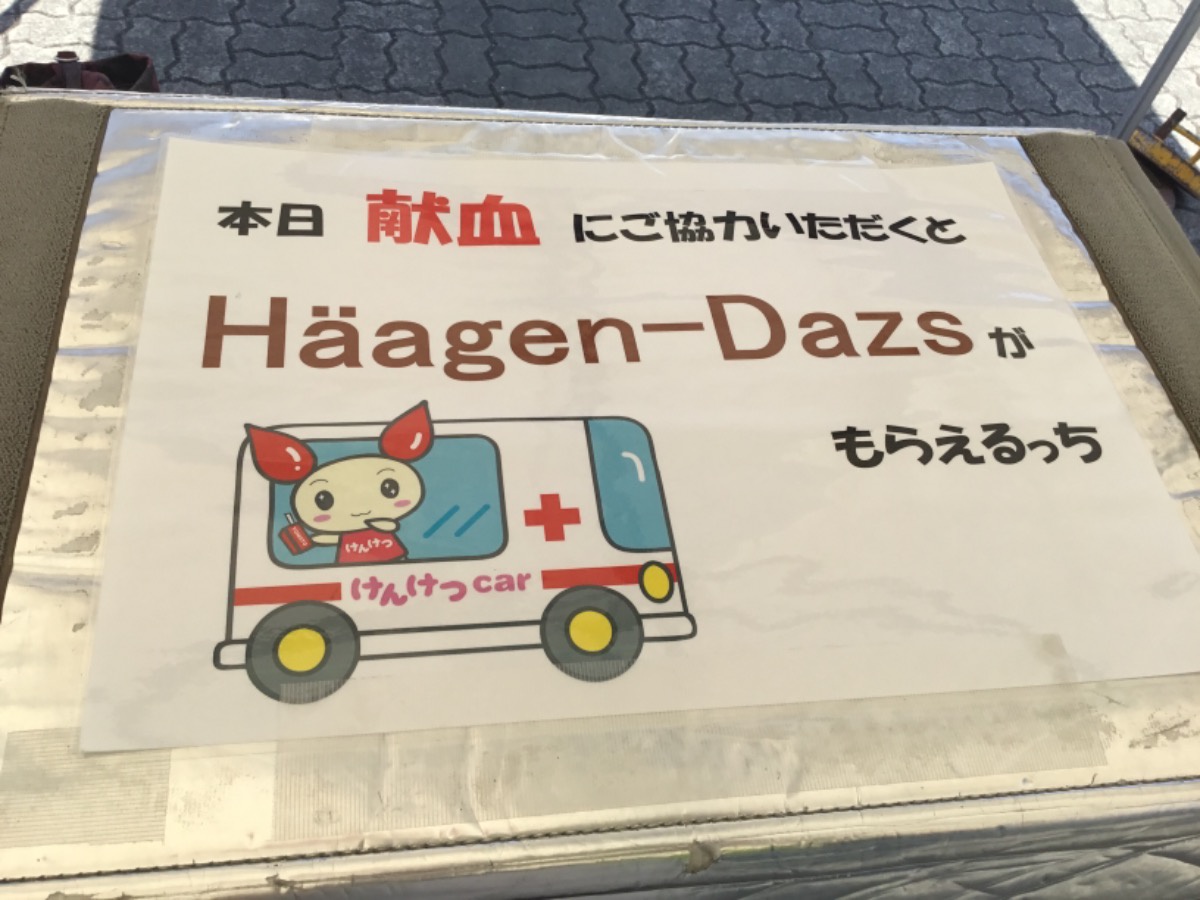 本日 献血 にご協力いただくと
Häagen-Dazs が
もらえるっち
けんけつ
けんけつ car